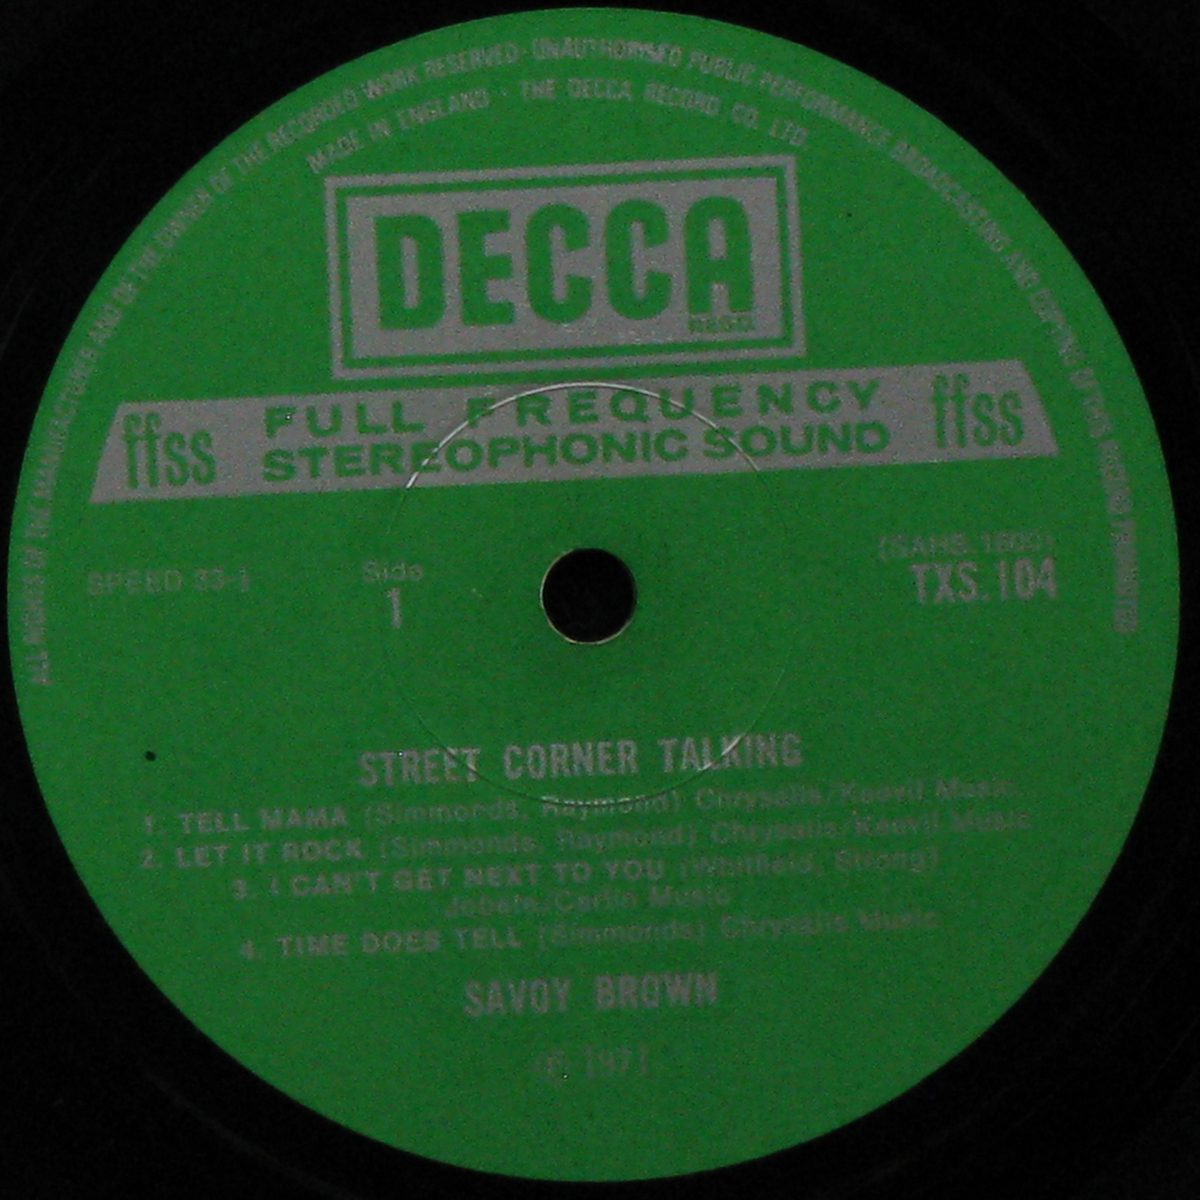 ALL RIGHTS OF THE MANUFACTURER AND OF THE OWNER OF THE RECORDED WORK RESERVED · UNAUTHORISED PUBLIC PERFORMANCE BROADCASTING AND COPYING OF THIS RECORD PROHIBITED
MADE IN ENGLAND · THE DECCA RECORD CO. LTD.
DECCA
REGD.
ffss FULL FREQUENCY ffss
STEREOPHONIC SOUND
SPEED 33-1 Side
1 TXS.104
STREET CORNER TALKING
1. TELL MAMA (Simmonds, Raymond) Chrysalis/Keevil Music
2. LET IT ROCK (Simmonds, Raymond) Chrysalis/Keevil Music
3. I CAN'T GET NEXT TO YOU (Whitfield, Strong)
Jobete-Carlin Music
4. TIME DOES TELL (Simmonds) Chrysalis Music
SAVOY BROWN
℗ 1971